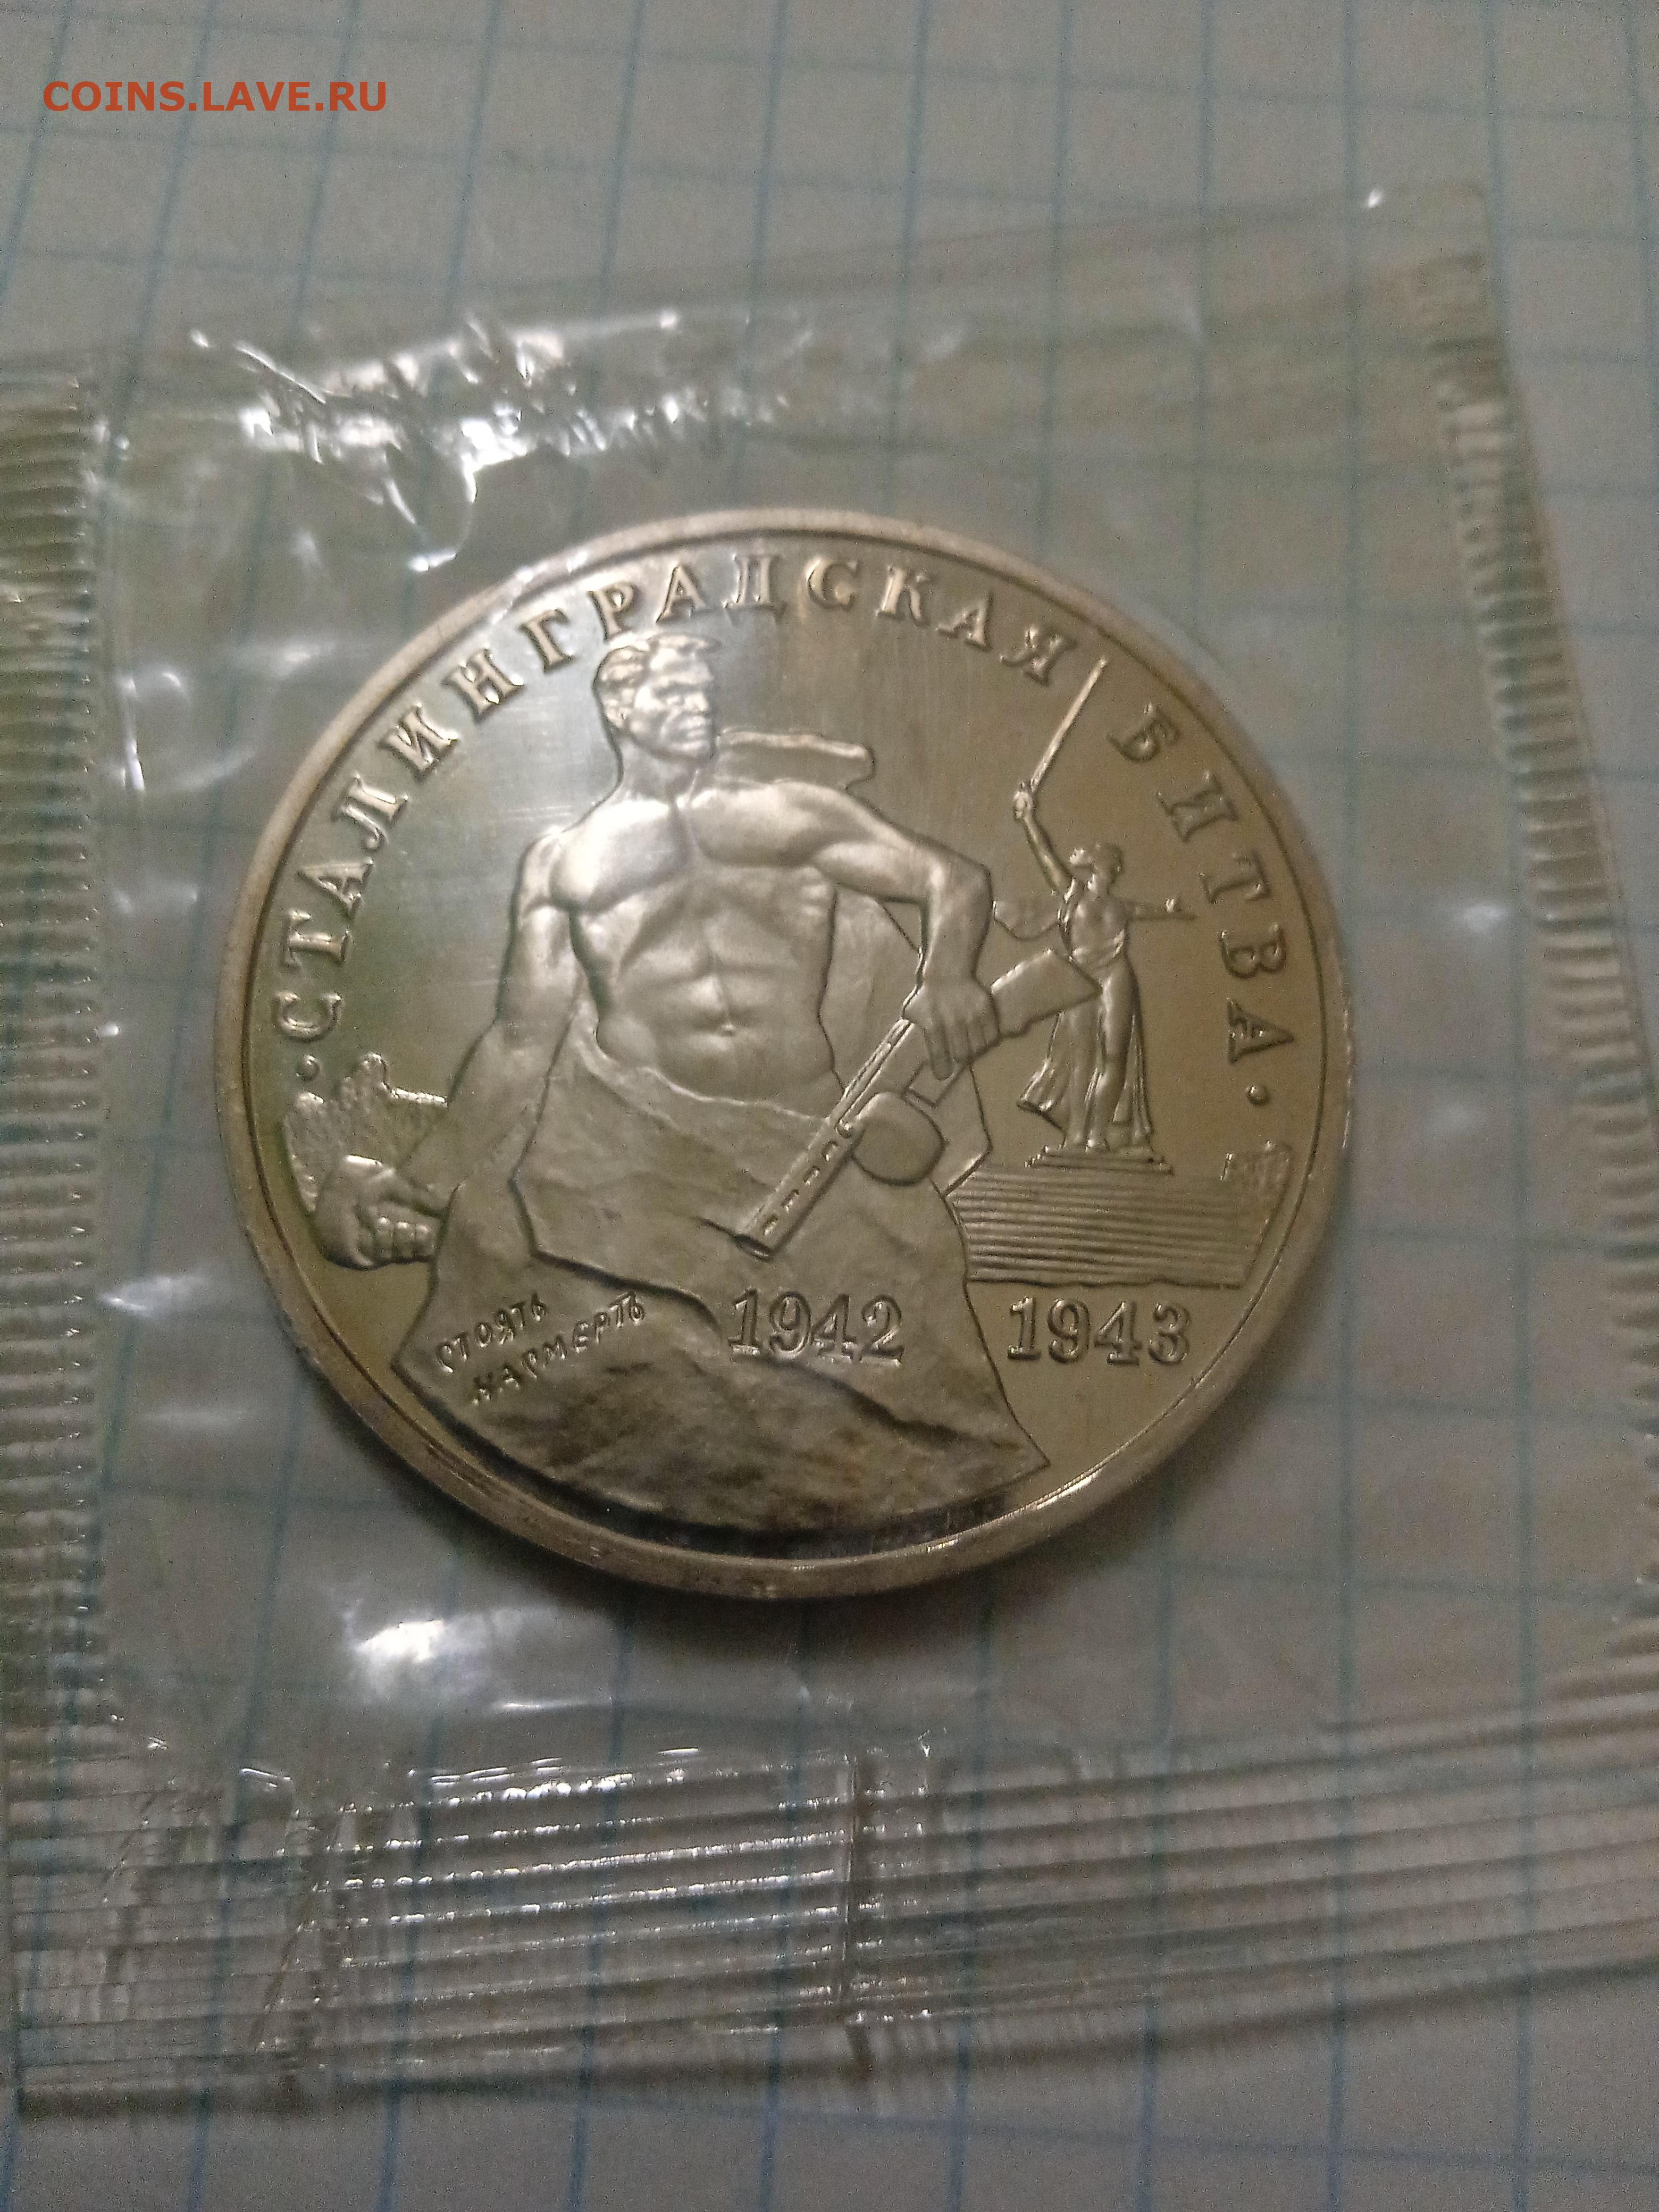 COINS.LAVE.RU
·СТАЛИНГРАДСКАЯ БИТВА·
СТОЯТЬ
НАСМЕРТЬ
1942 1943